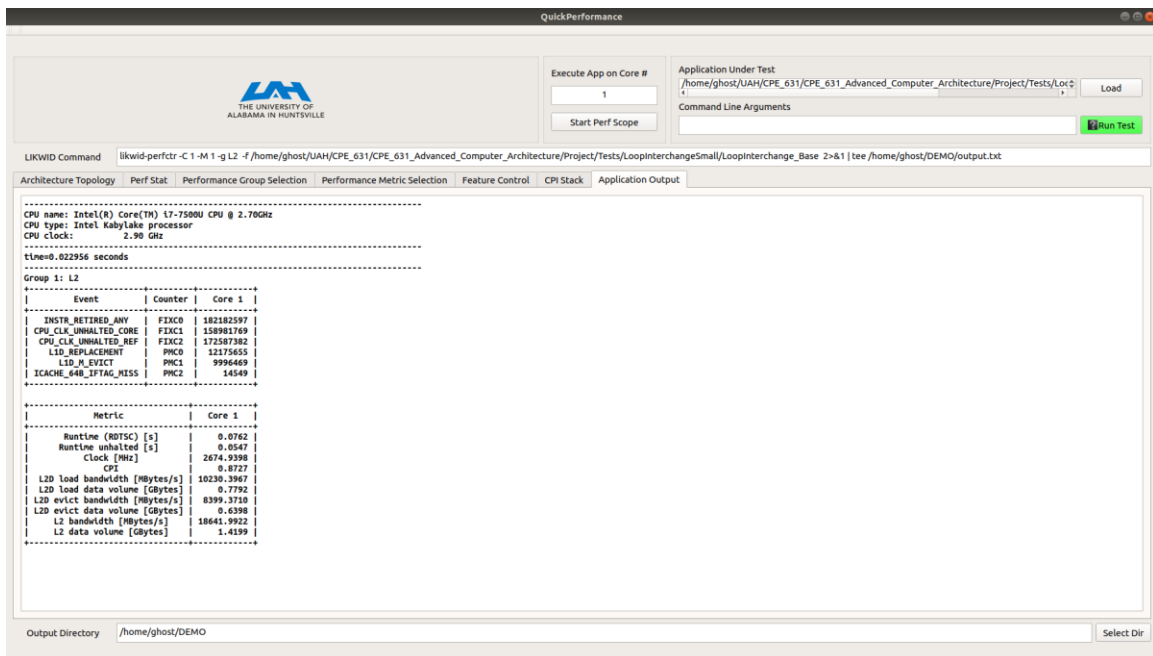 QuickPerformance
THE UNIVERSITY OF
ALABAMA IN HUNTSVILLE
Execute App on Core #
1
Start Perf Scope
Application Under Test
/home/ghost/UAH/CPE_631/CPE_631_Advanced_Computer_Architecture/Project/Tests/Loo
Load
Command Line Arguments
Run Test
LIKWID Command likwid-perfctr -C 1 -M 1 -g L2 -f /home/ghost/UAH/CPE_631/CPE_631_Advanced_Computer_Architecture/Project/Tests/LoopInterchangeSmall/LoopInterchange_Base 2>&1 | tee /home/ghost/DEMO/output.txt
Architecture Topology Perf Stat Performance Group Selection Performance Metric Selection Feature Control CPI Stack Application Output
--------------------------------------------------------------------------------
CPU name: Intel(R) Core(TM) i7-7500U CPU @ 2.70GHz
CPU type: Intel Kabylake processor
CPU clock: 2.90 GHz
--------------------------------------------------------------------------------
time=0.022956 seconds
--------------------------------------------------------------------------------
Group 1: L2
+-----------------------+---------+-----------+
| Event | Counter | Core 1 |
+-----------------------+---------+-----------+
| INSTR_RETIRED_ANY | FIXC0 | 182182597 |
| CPU_CLK_UNHALTED_CORE | FIXC1 | 158981769 |
| CPU_CLK_UNHALTED_REF | FIXC2 | 172587382 |
| L1D_REPLACEMENT | PMC0 | 12175655 |
| L1D_M_EVICT | PMC1 | 9996469 |
| ICACHE_64B_IFTAG_MISS | PMC2 | 14549 |
+-----------------------+---------+-----------+
+--------------------------------+------------+
| Metric | Core 1 |
+--------------------------------+------------+
| Runtime (RDTSC) [s] | 0.0762 |
| Runtime unhalted [s] | 0.0547 |
| Clock [MHz] | 2674.9398 |
| CPI | 0.8727 |
| L2D load bandwidth [MBytes/s] | 10230.3967 |
| L2D load data volume [GBytes] | 0.7792 |
| L2D evict bandwidth [MBytes/s] | 8399.3710 |
| L2D evict data volume [GBytes] | 0.6398 |
| L2 bandwidth [MBytes/s] | 18641.9922 |
| L2 data volume [GBytes] | 1.4199 |
+--------------------------------+------------+
Output Directory /home/ghost/DEMO Select Dir